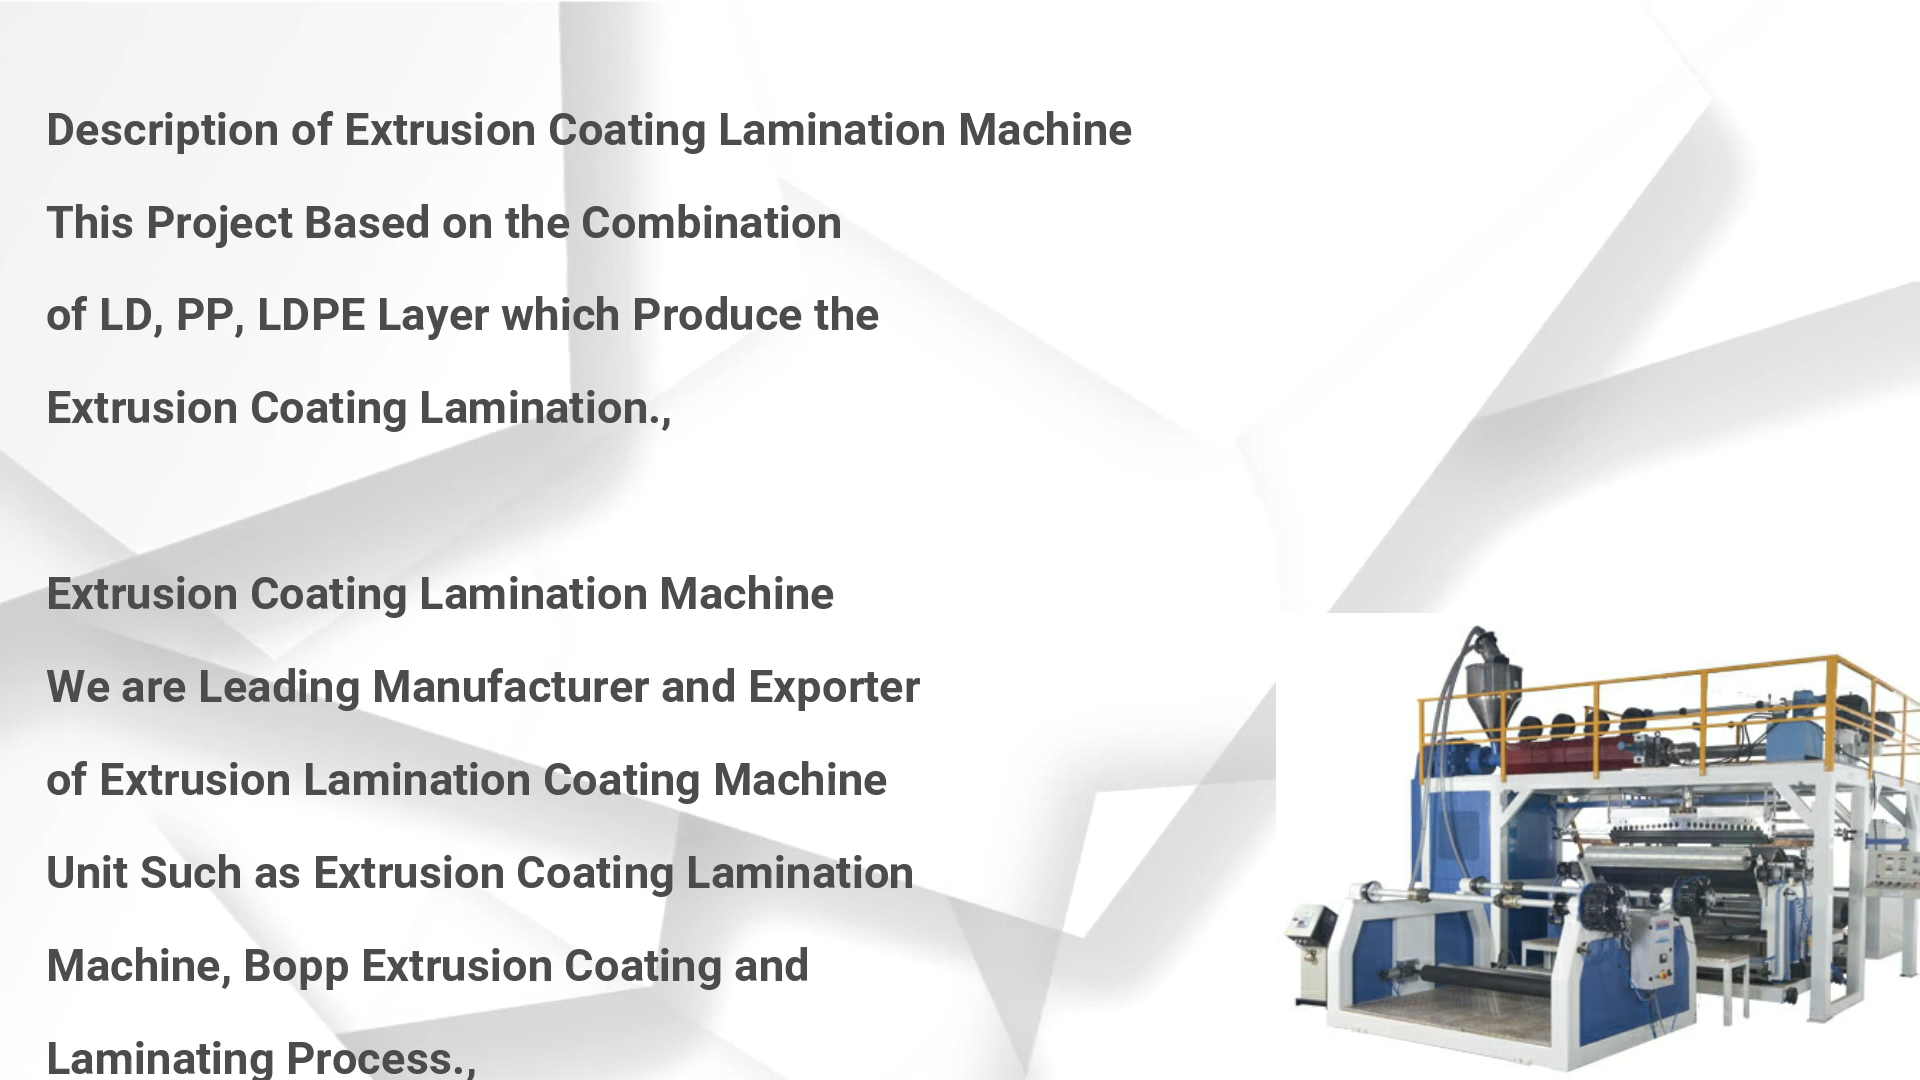 Description of Extrusion Coating Lamination Machine
This Project Based on the Combination
of LD, PP, LDPE Layer which Produce the
Extrusion Coating Lamination.,
Extrusion Coating Lamination Machine
We are Leading Manufacturer and Exporter
of Extrusion Lamination Coating Machine
Unit Such as Extrusion Coating Lamination
Machine, Bopp Extrusion Coating and
Laminating Process.,